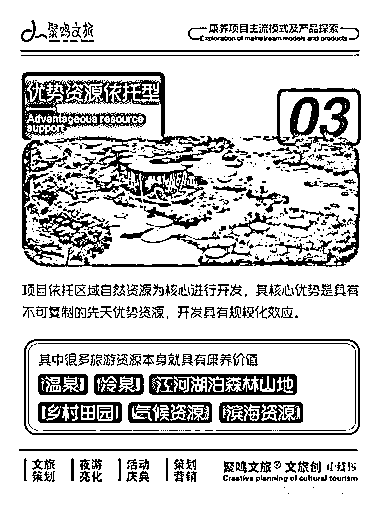 聚鸣文旅
康养项目主流模式及产品探索
Exploration of mainstream models and products
优势资源依托型
Advantageous resource
support
03
项目依托区域自然资源为核心进行开发，其核心优势是具有
不可复制的先天优势资源，开发具有规模化效应。
其中很多旅游资源本身就具有康养价值
[温泉] [冷泉] [江河湖泊森林山地]
[乡村田园] [气候资源] [滨海资源]
文旅 夜游 活动 策划
策划 亮化 庆典 营销
聚鸣文旅® 文旅创
Creative planning of cultural tourism